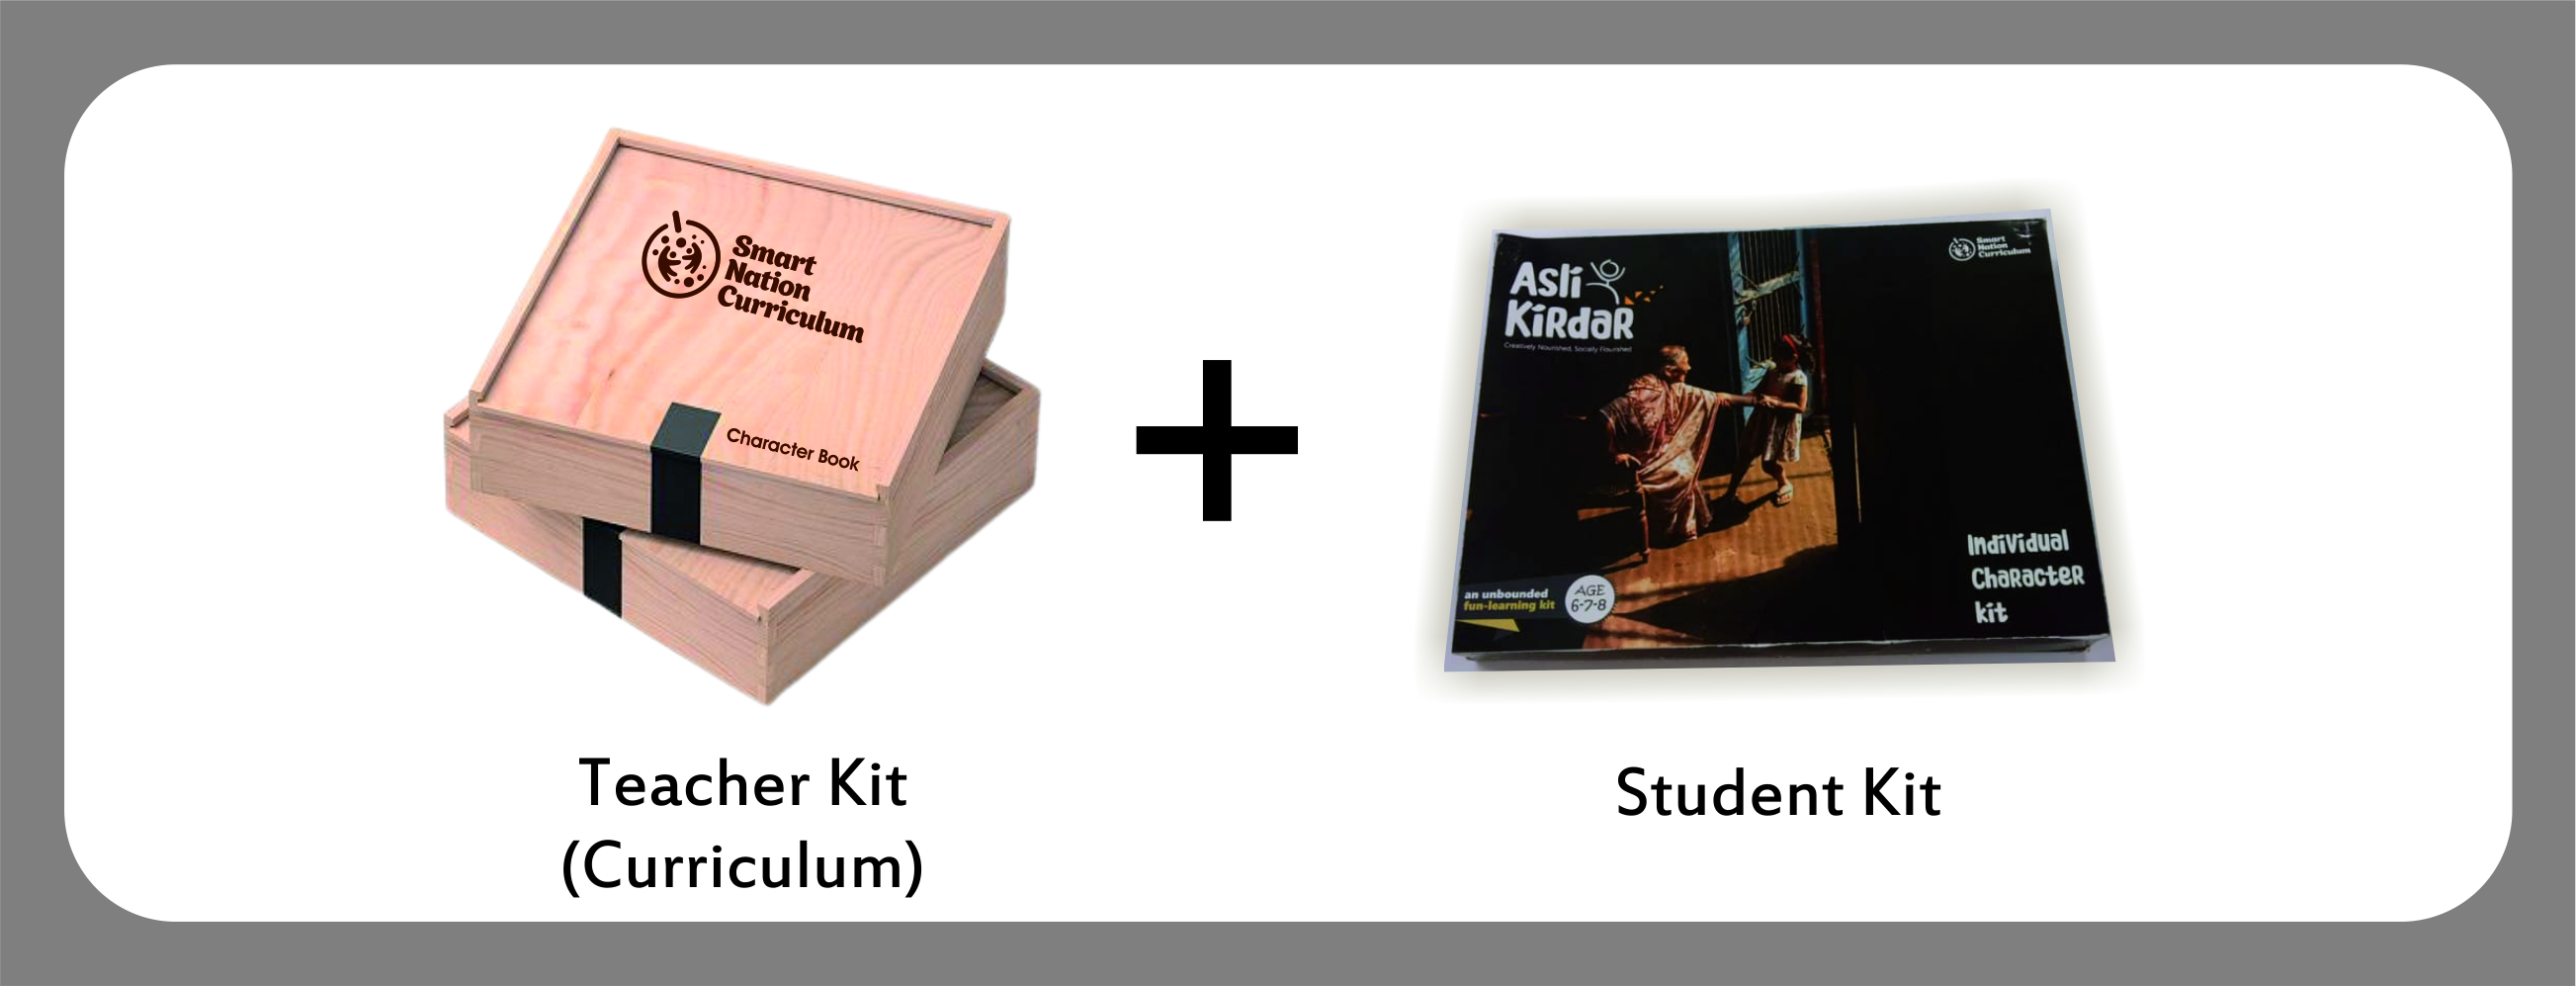 Smart
Nation
Curriculum
Character Book
Teacher Kit
(Curriculum)
Asli
KiRdaR
Creatively Nourished, Socially Flourished
Smart
Nation
Curriculum
an unbounded
fun-learning kit
AGE
6-7-8
Individual
ChaRacteR
kit
Student Kit